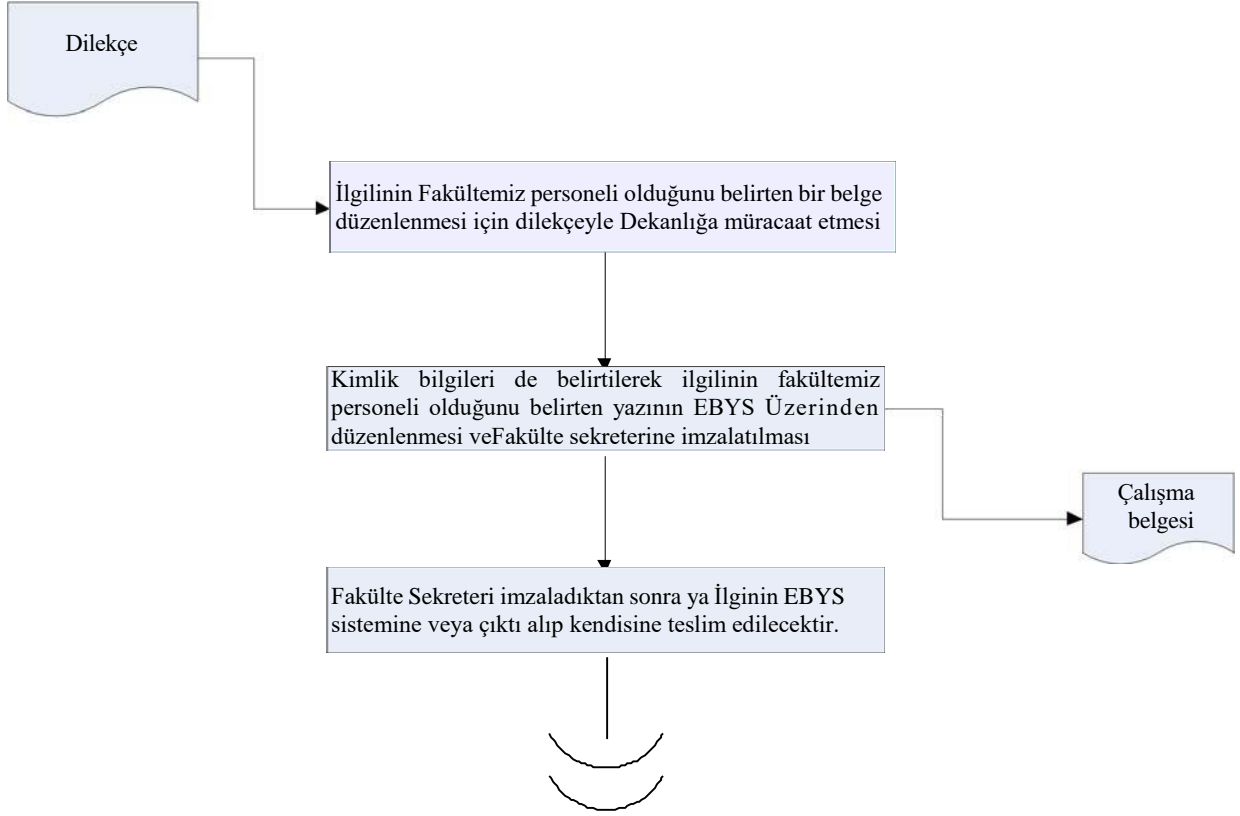 Dilekçe
İlgilinin Fakültemiz personeli olduğunu belirten bir belge
düzenlenmesi için dilekçeyle Dekanlığa müracaat etmesi
Kimlik bilgileri de belirtilerek ilgilinin fakültemiz
personeli olduğunu belirten yazının EBYS Üzerinden
düzenlenmesi veFakülte sekreterine imzalatılması
Çalışma
belgesi
Fakülte Sekreteri imzaladıktan sonra ya İlginin EBYS
sistemine veya çıktı alıp kendisine teslim edilecektir.